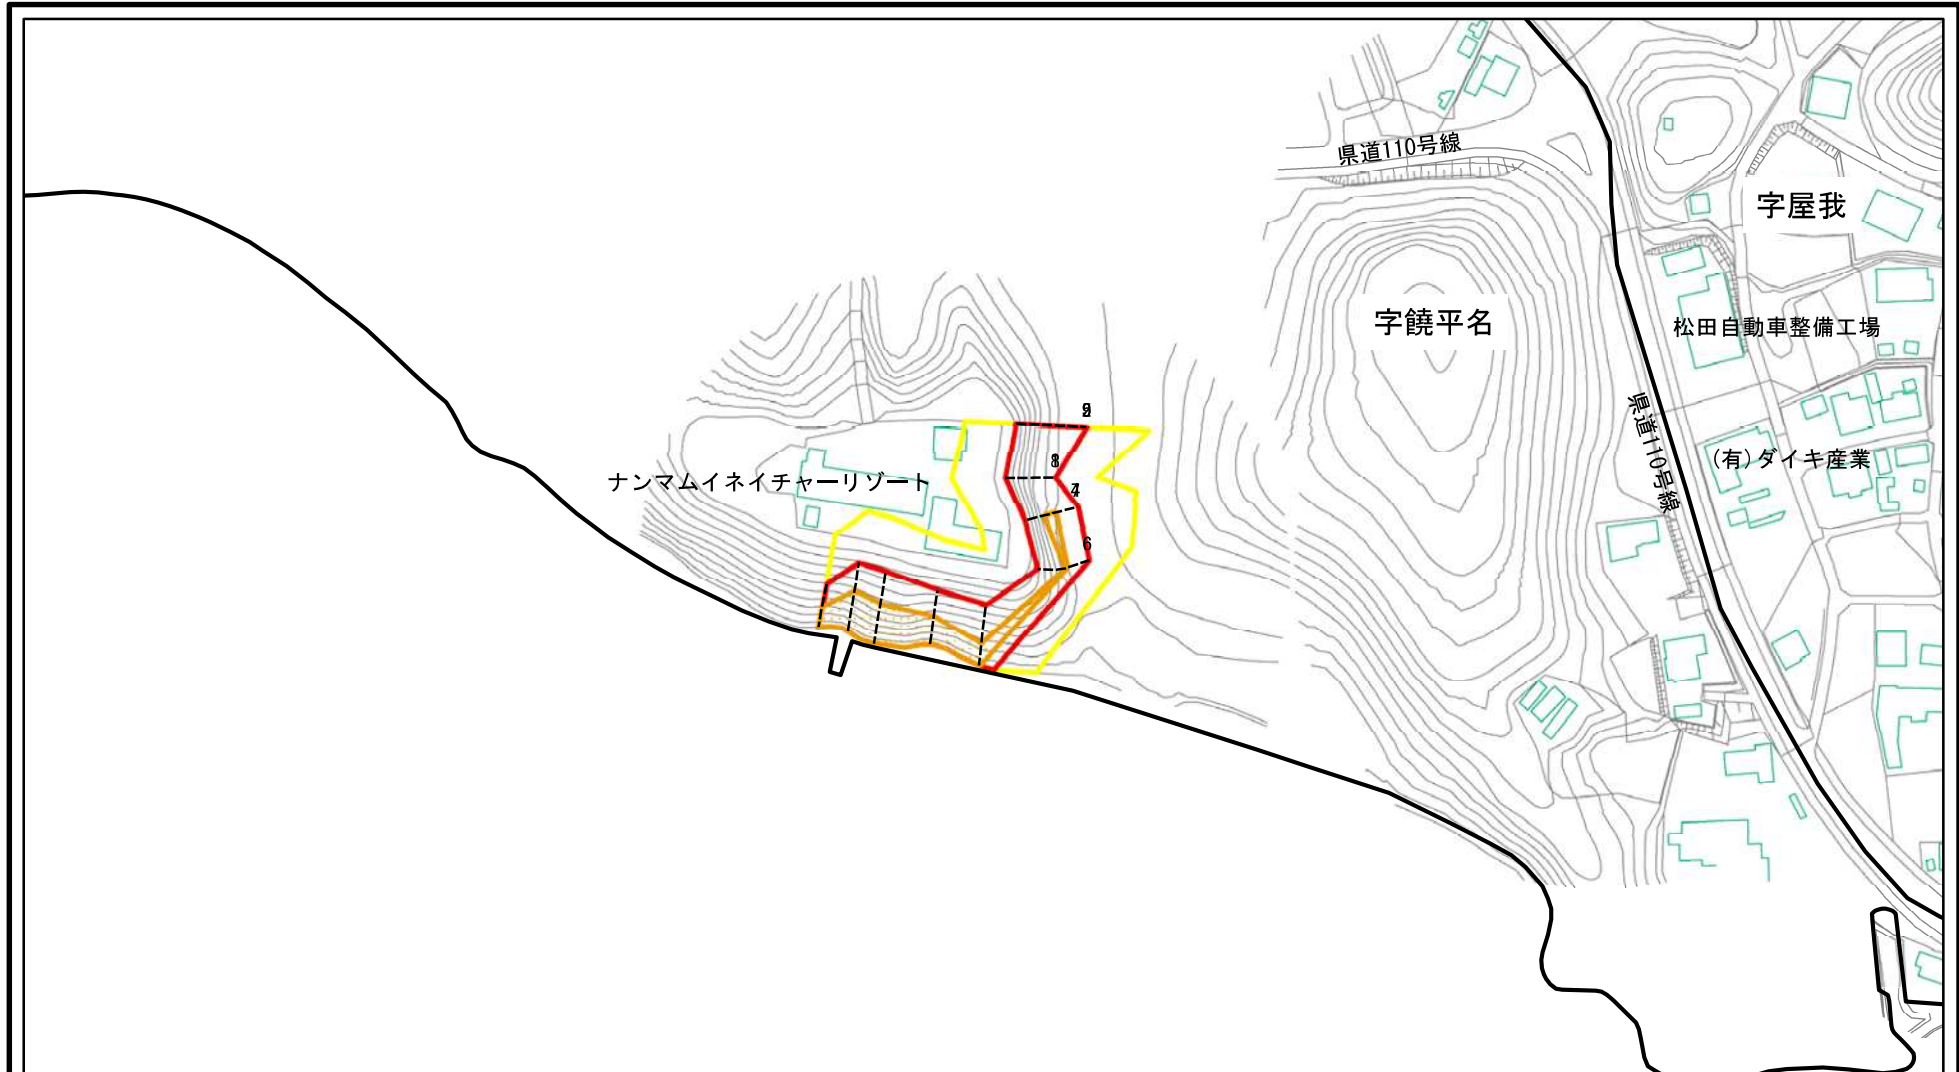 県道110号線
字屋我
字饒平名
松田自動車整備工場
県道110号線
(有)ダイキ産業
ナンマムイネイチャーリゾート
6